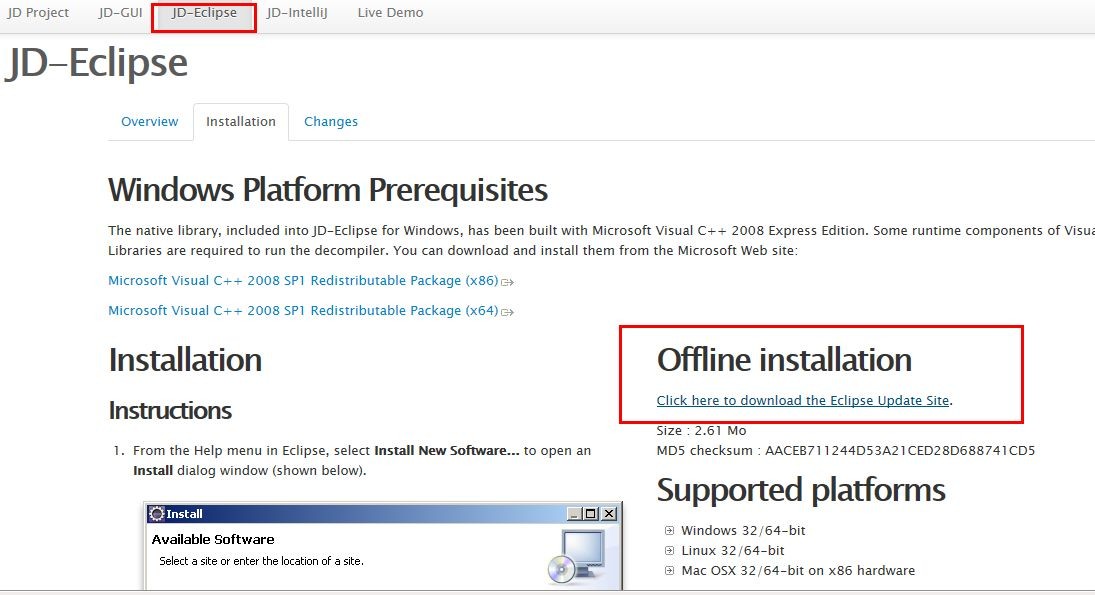 JD Project JD-GUI JD-Eclipse JD-IntelliJ Live Demo
JD-Eclipse
Overview Installation Changes
Windows Platform Prerequisites
The native library, included into JD-Eclipse for Windows, has been built with Microsoft Visual C++ 2008 Express Edition. Some runtime components of Visua
Libraries are required to run the decompiler. You can download and install them from the Microsoft Web site:
Microsoft Visual C++ 2008 SP1 Redistributable Package (x86)
Microsoft Visual C++ 2008 SP1 Redistributable Package (x64)
Installation
Instructions
1. From the Help menu in Eclipse, select Install New Software... to open an
Install dialog window (shown below).
Install
Available Software
Select a site or enter the location of a site.
Offline installation
Click here to download the Eclipse Update Site.
Size : 2.61 Mo
MD5 checksum : AACEB711244D53A21CED28D688741CD5
Supported platforms
Windows 32/64-bit
Linux 32/64-bit
Mac OSX 32/64-bit on x86 hardware